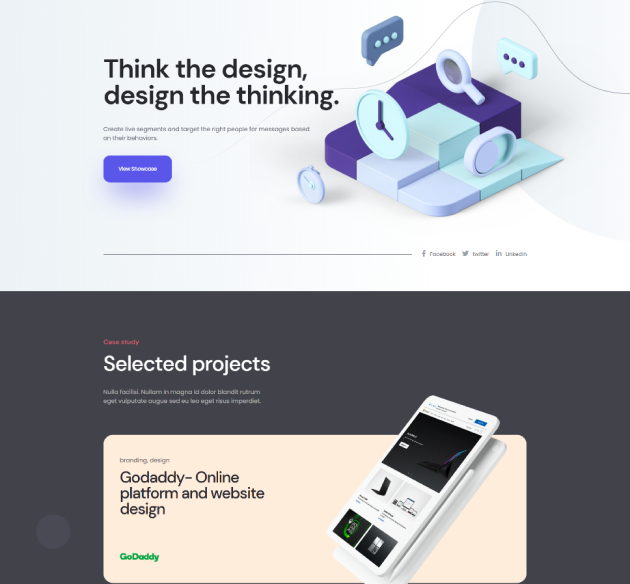 Think the design,
design the thinking.
Create live segments and target the right people for messages based
on their behaviors.
View Showcase
Facebook
twitter
Linkedin
Case study
Selected projects
Nulla facilisi. Nullam in magna id dolor blandit rutrum
eget vulputate augue sed eu leo eget risus imperdiet.
branding, design
Godaddy- Online
platform and website
design
GoDaddy